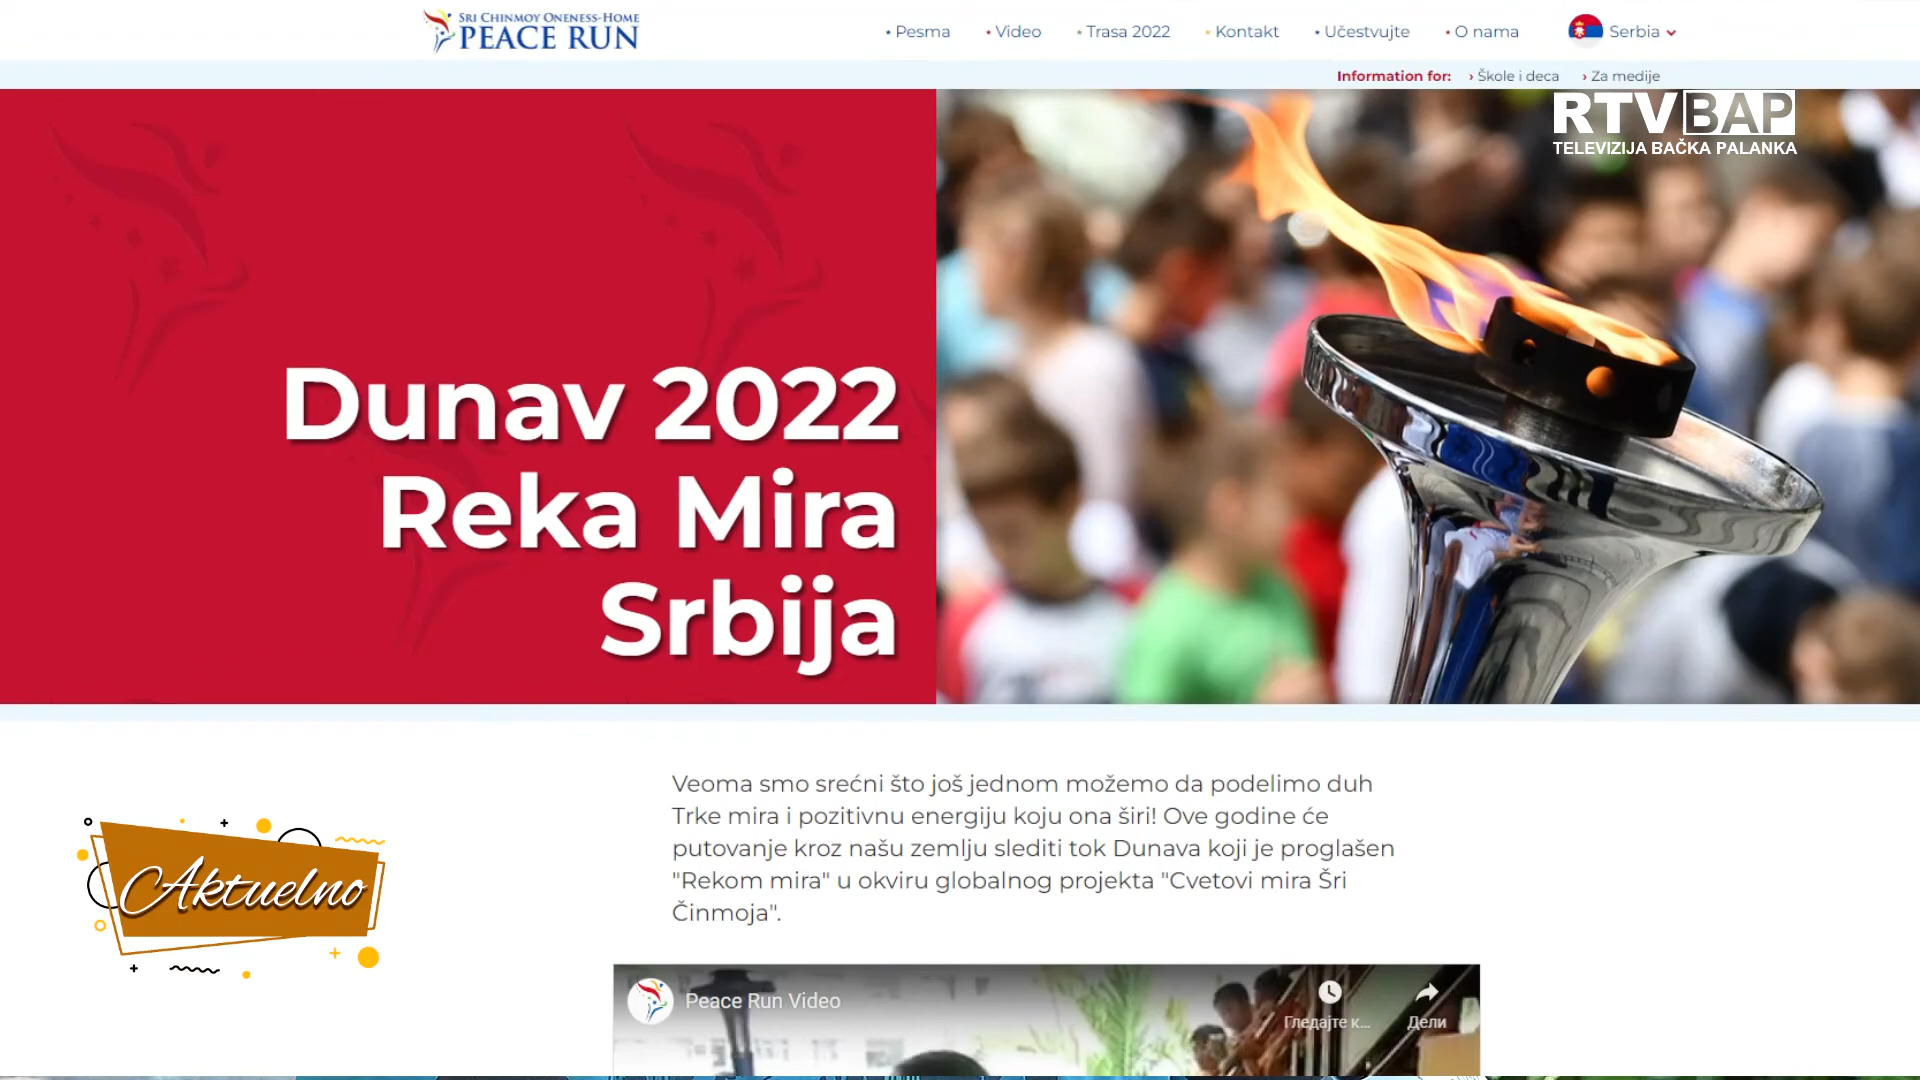 SRI CHINMOY ONENESS-HOME
PEACE RUN
Pesma
Video
Trasa 2022
Kontakt
Učestvujte
O nama
Serbia
Information for:
› Škole i deca
› Za medije
RTVBAP
TELEVIZIJA BAČKA PALANKA
Dunav 2022
Reka Mira
Srbija
Veoma smo srećni što još jednom možemo da podelimo duh
Trke mira i pozitivnu energiju koju ona širi! Ove godine će
putovanje kroz našu zemlju slediti tok Dunava koji je proglašen
"Rekom mira" u okviru globalnog projekta "Cvetovi mira Šri
Činmoja".
Aktuelno
Peace Run Video
Гледајте к...
Дели